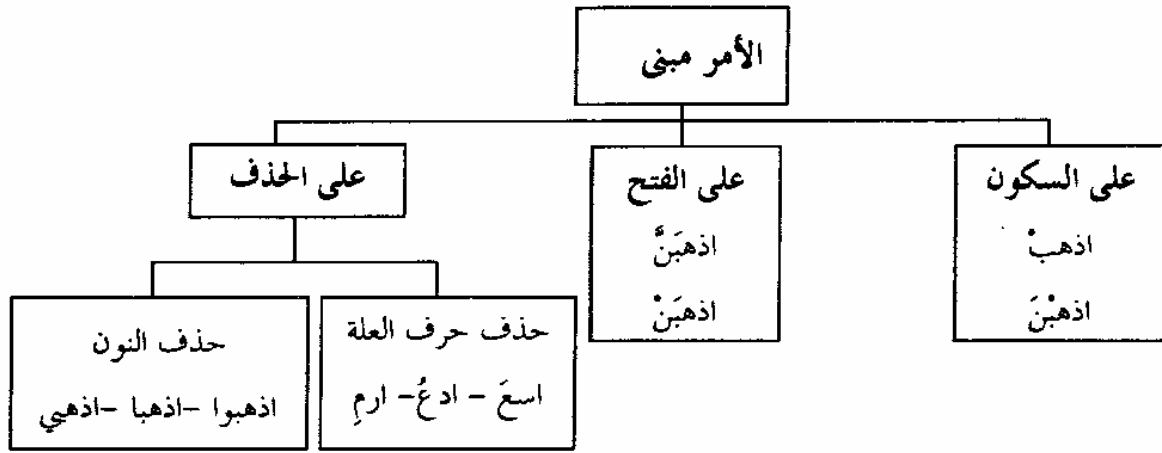 الأمر مبنى
على السكون
اذهبْ
اذهبْنَ
على الفتح
اذهبَنَّ
اذهبَنْ
على الحذف
حذف حرف العلة
اسعَ - ادعُ - ارمِ
حذف النون
اذهبوا - اذهبا - اذهبي